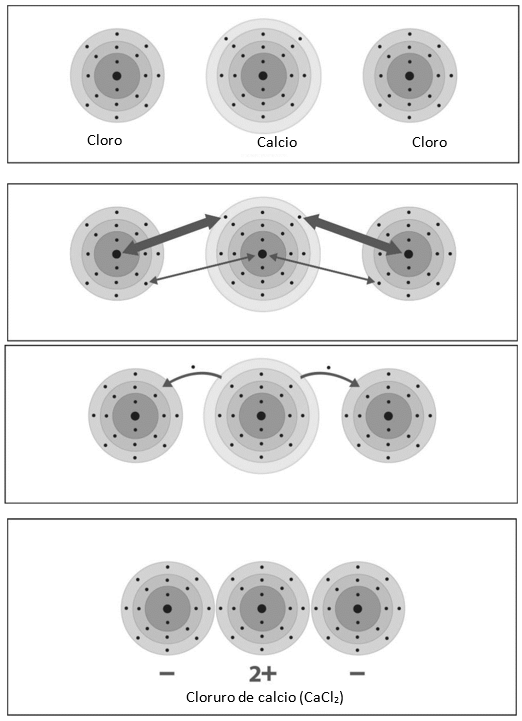 Cloro
Calcio
Cloro
− 2+ −
Cloruro de calcio (CaCl₂)